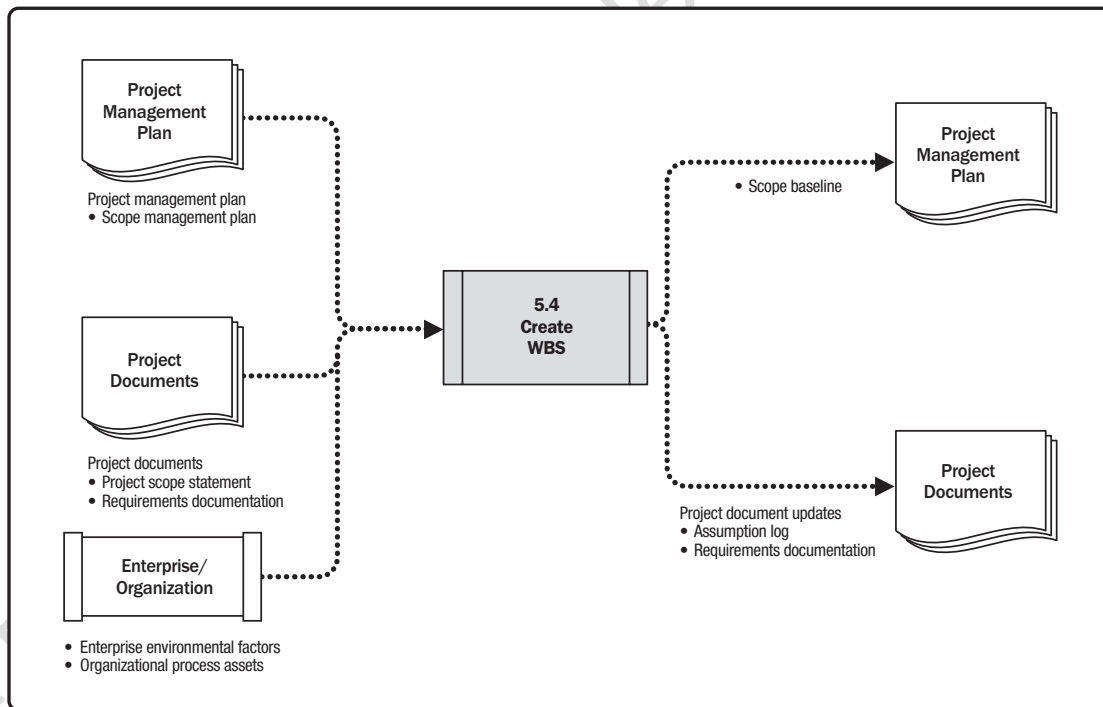 Project
Management
Plan
Project management plan
• Scope management plan
Project
Documents
Project documents
• Project scope statement
• Requirements documentation
Enterprise/
Organization
• Enterprise environmental factors
• Organizational process assets
5.4
Create
WBS
• Scope baseline
Project
Management
Plan
Project document updates
• Assumption log
• Requirements documentation
Project
Documents